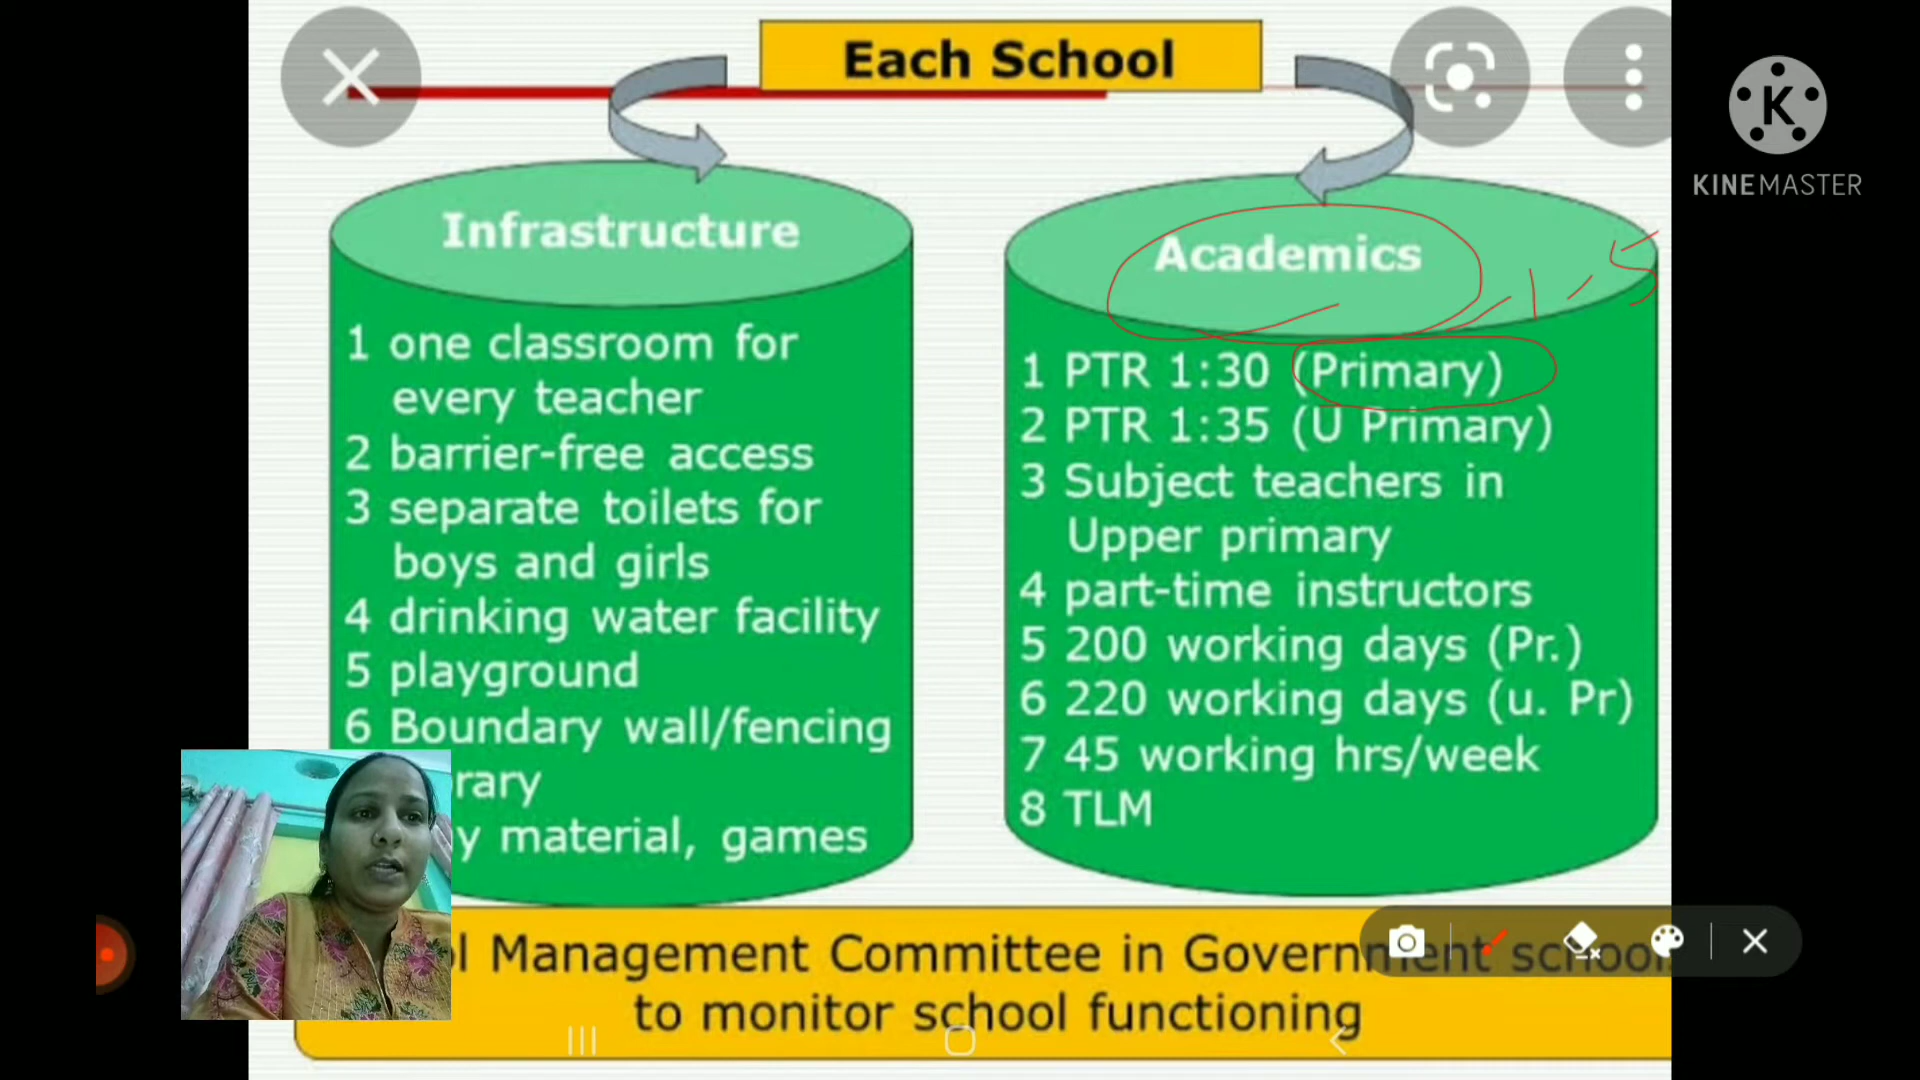 Each School
KINEMASTER
Infrastructure
1 one classroom for
every teacher
2 barrier-free access
3 separate toilets for
boys and girls
4 drinking water facility
5 playground
6 Boundary wall/fencing
rary
y material, games
Academics
1-5
1 PTR 1:30 (Primary)
2 PTR 1:35 (U Primary)
3 Subject teachers in
Upper primary
4 part-time instructors
5 200 working days (Pr.)
6 220 working days (u. Pr)
7 45 working hrs/week
8 TLM
l Management Committee in Government school
to monitor school functioning